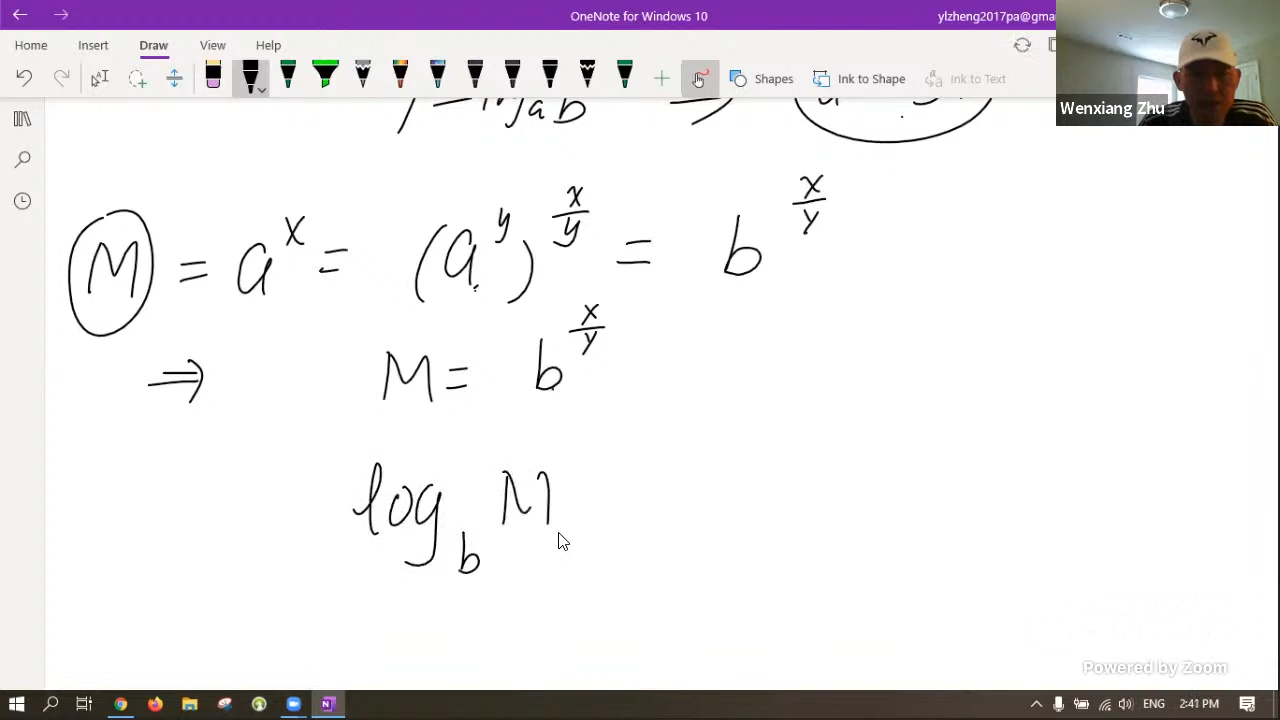 OneNote for Windows 10
ylzheng2017pa@gma
Home Insert Draw View Help
Shapes Ink to Shape Ink to Text
Wenxiang Zhu
M = a^x = (a^y)^(x/y) = b^(x/y)
⇒ M = b^(x/y)
log_b M
Powered by Zoom
ENG 2:41 PM